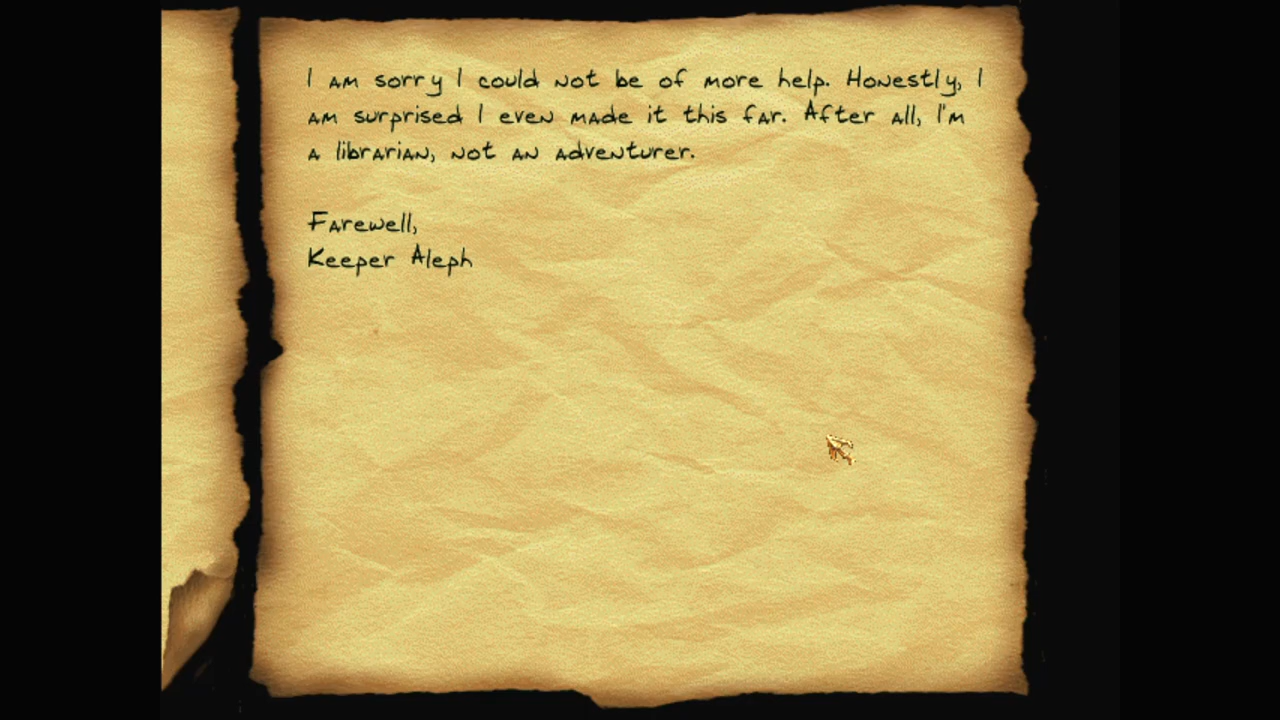 I am sorry I could not be of more help. Honestly, I
am surprised I even made it this far. After all, I'm
a librarian, not an adventurer.
Farewell,
Keeper Aleph